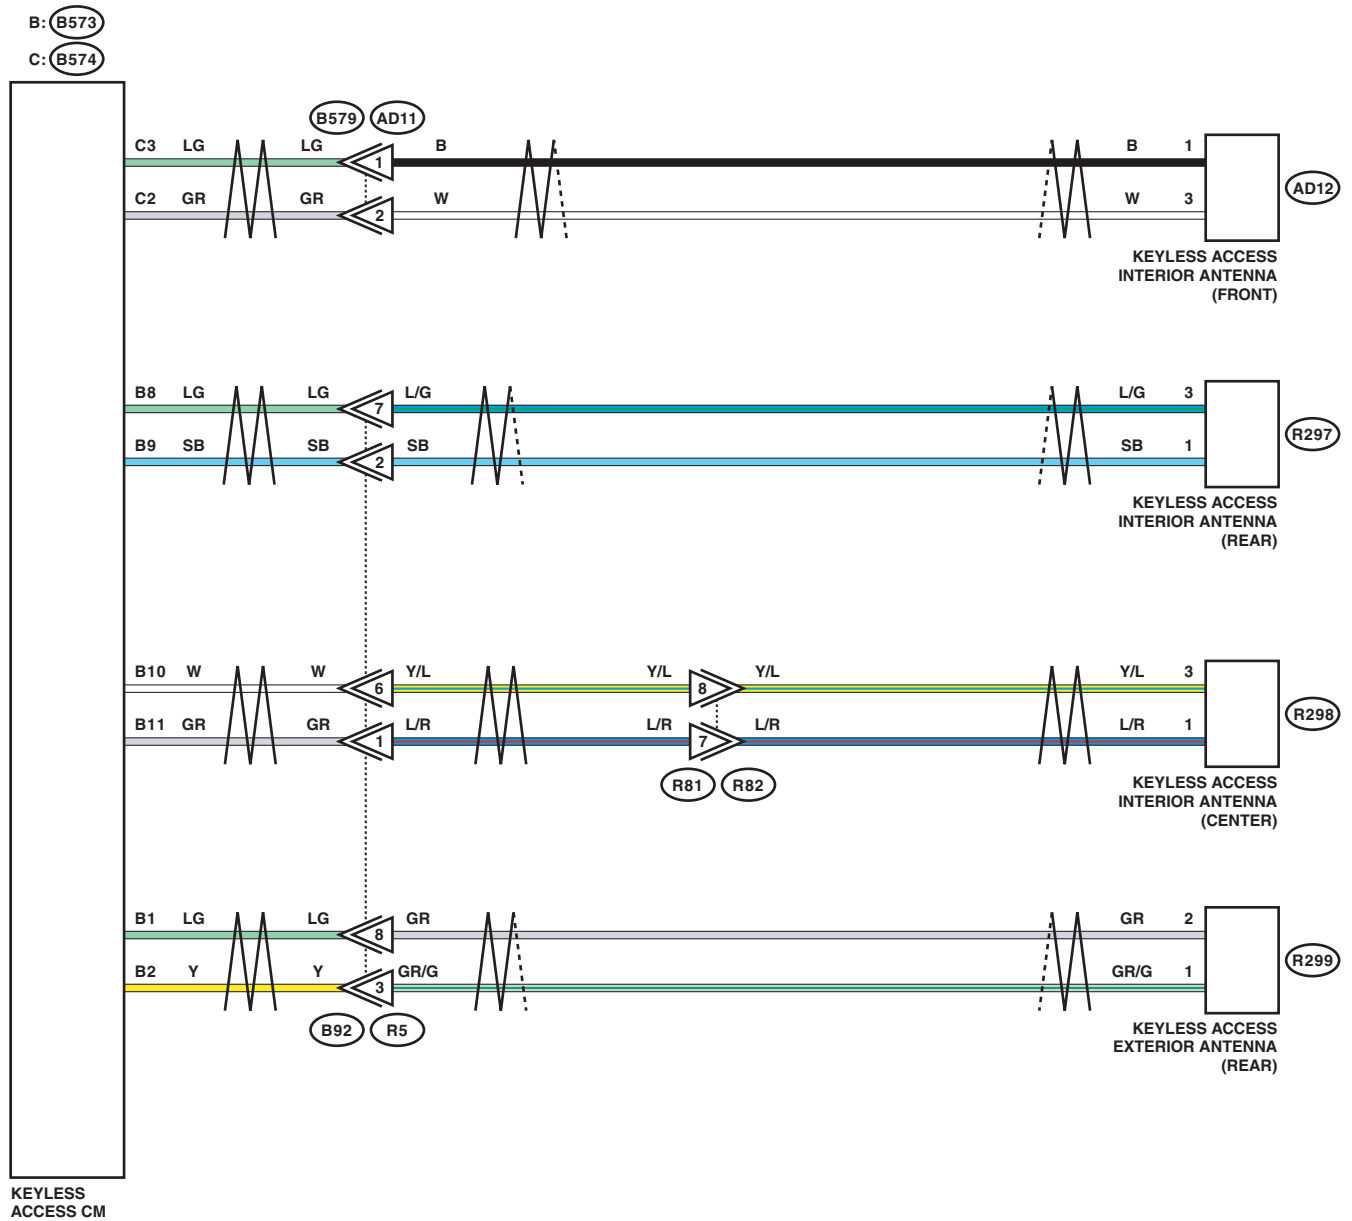 B: B573
C: B574
B579 AD11
C3 LG LG 1 B B 1
C2 GR GR 2 W W 3
AD12
KEYLESS ACCESS
INTERIOR ANTENNA
(FRONT)
B8 LG LG 7 L/G L/G 3
B9 SB SB 2 SB SB 1
R297
KEYLESS ACCESS
INTERIOR ANTENNA
(REAR)
B10 W W 6 Y/L Y/L 8 Y/L Y/L 3
B11 GR GR 1 L/R L/R 7 L/R L/R 1
R298
R81 R82
KEYLESS ACCESS
INTERIOR ANTENNA
(CENTER)
B1 LG LG 8 GR GR 2
B2 Y Y 3 GR/G GR/G 1
R299
B92 R5
KEYLESS ACCESS
EXTERIOR ANTENNA
(REAR)
KEYLESS
ACCESS CM